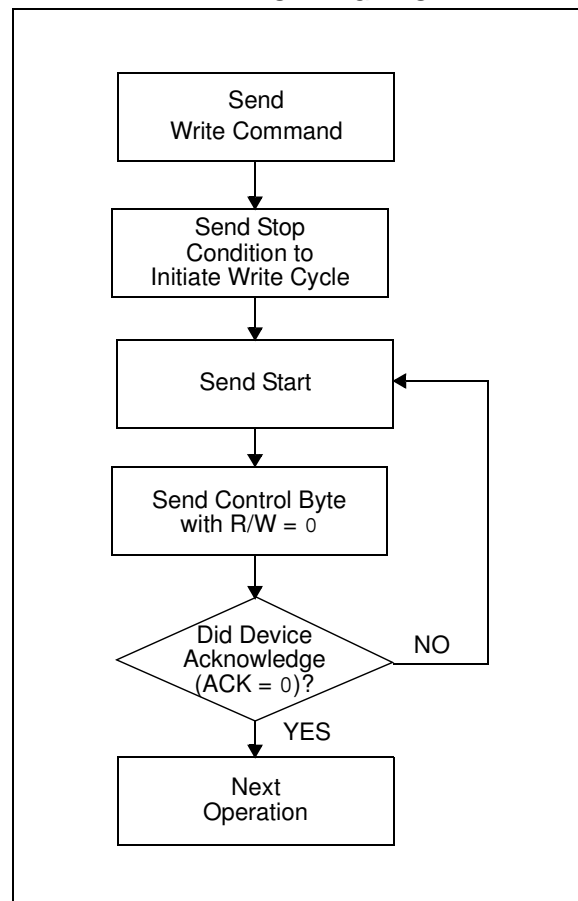 Send
Write Command
Send Stop
Condition to
Initiate Write Cycle
Send Start
Send Control Byte
with R/W = 0
Did Device
Acknowledge
(ACK = 0)?
NO
YES
Next
Operation